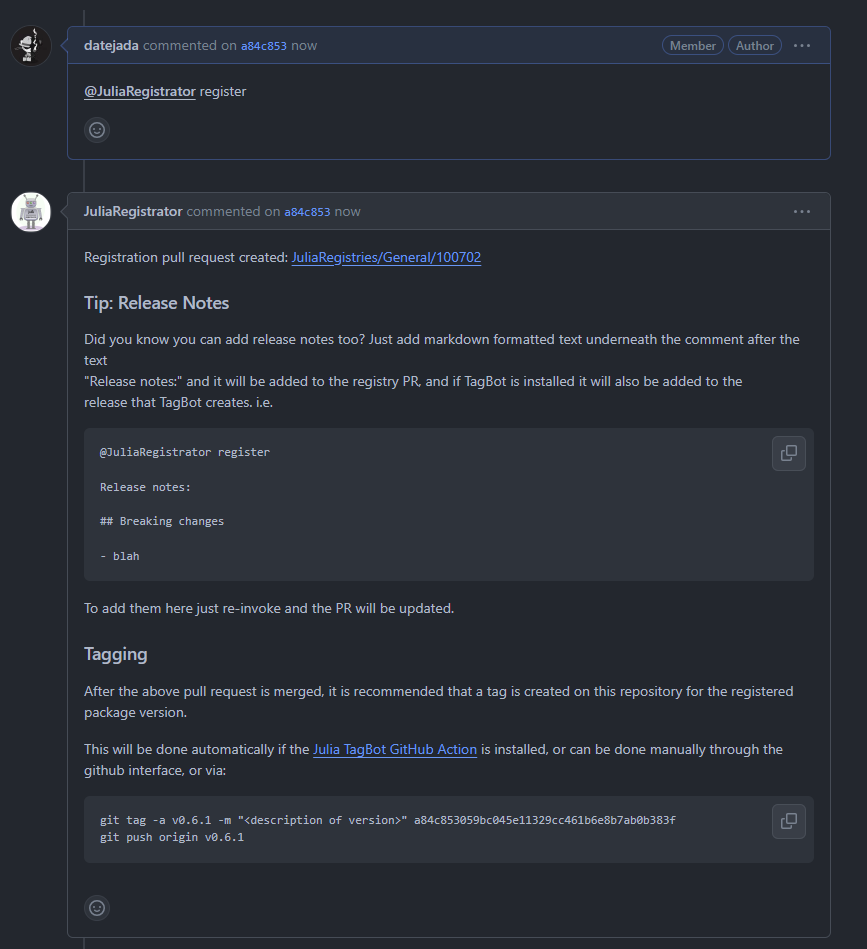 datejada commented on a84c853 now
Member Author ...
@JuliaRegistrator register
JuliaRegistrator commented on a84c853 now
...
Registration pull request created: JuliaRegistries/General/100702
Tip: Release Notes
Did you know you can add release notes too? Just add markdown formatted text underneath the comment after the
text
"Release notes:" and it will be added to the registry PR, and if TagBot is installed it will also be added to the
release that TagBot creates. i.e.
@JuliaRegistrator register
Release notes:
## Breaking changes
- blah
To add them here just re-invoke and the PR will be updated.
Tagging
After the above pull request is merged, it is recommended that a tag is created on this repository for the registered
package version.
This will be done automatically if the Julia TagBot GitHub Action is installed, or can be done manually through the
github interface, or via:
git tag -a v0.6.1 -m "<description of version>" a84c853059bc045e11329cc461b6e8b7ab0b383f
git push origin v0.6.1